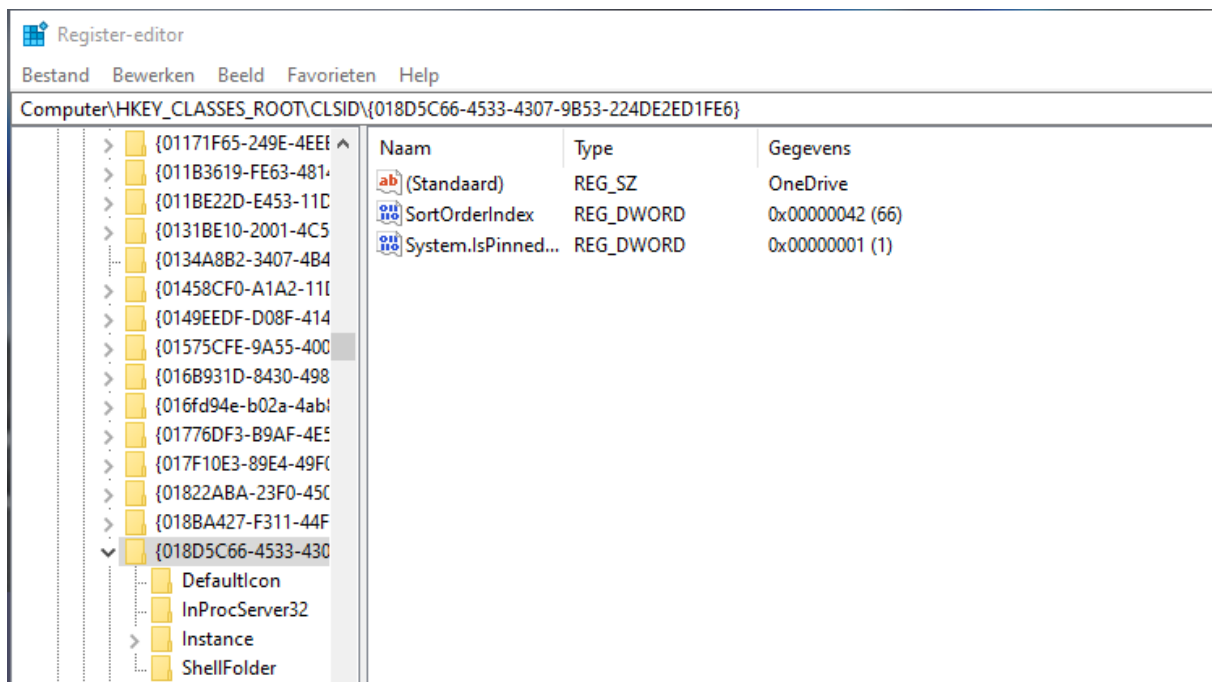 Register-editor
Bestand Bewerken Beeld Favorieten Help
Computer\HKEY_CLASSES_ROOT\CLSID\{018D5C66-4533-4307-9B53-224DE2ED1FE6}
{01171F65-249E-4EEE
{011B3619-FE63-4814
{011BE22D-E453-11D
{0131BE10-2001-4C5
{0134A8B2-3407-4B4
{01458CF0-A1A2-11D
{0149EEDF-D08F-414
{01575CFE-9A55-400
{016B931D-8430-498
{016fd94e-b02a-4ab8
{01776DF3-B9AF-4E5
{017F10E3-89E4-49F0
{01822ABA-23F0-450
{018BA427-F311-44F
{018D5C66-4533-430
DefaultIcon
InProcServer32
Instance
ShellFolder
Naam Type Gegevens
(Standaard) REG_SZ OneDrive
SortOrderIndex REG_DWORD 0x00000042 (66)
System.IsPinned... REG_DWORD 0x00000001 (1)